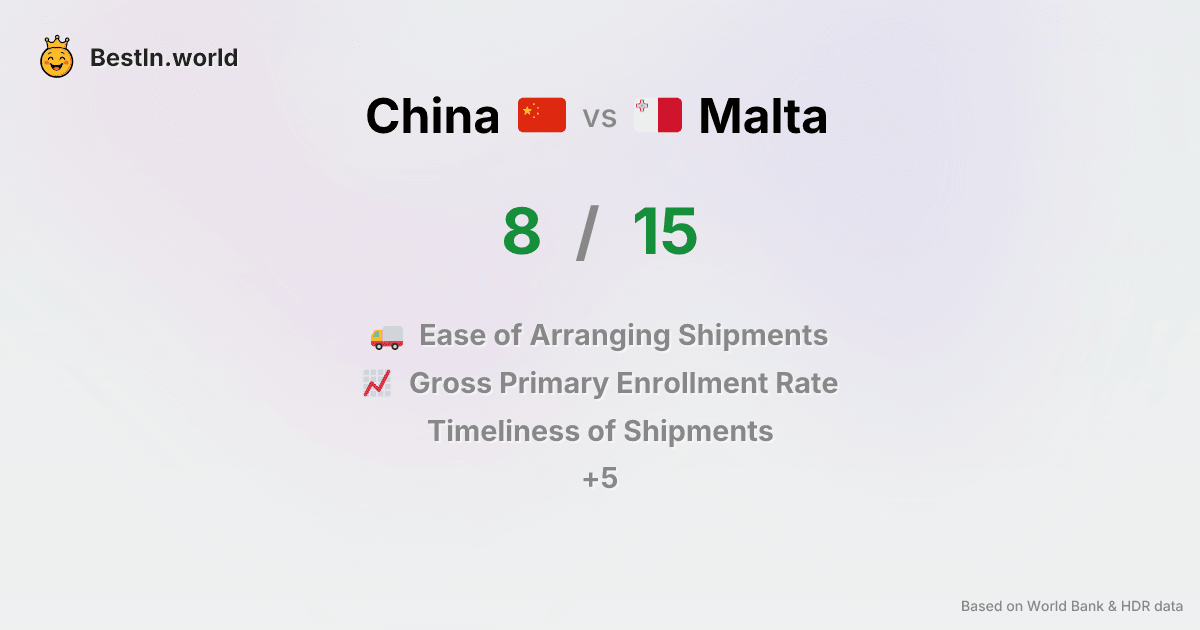 BestIn.world
China vs Malta
8 / 15
Ease of Arranging Shipments
Gross Primary Enrollment Rate
Timeliness of Shipments
+5
Based on World Bank & HDR data